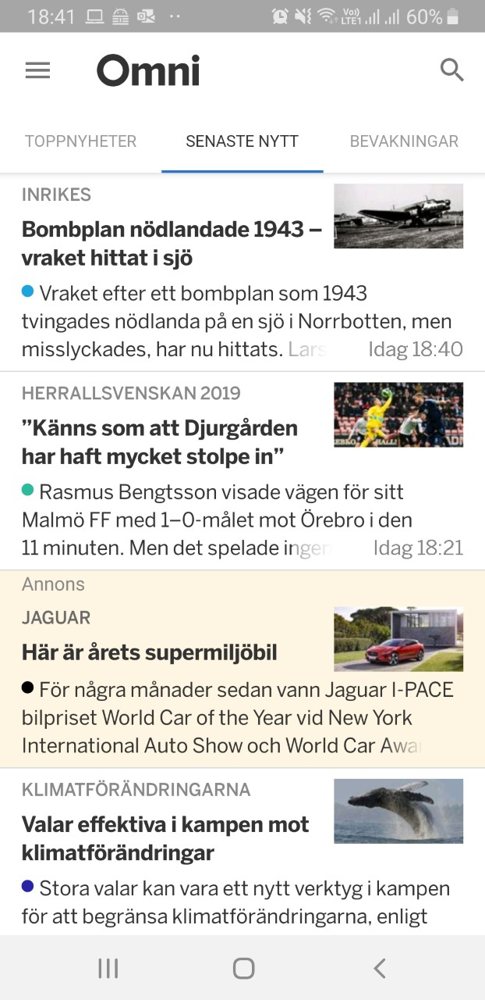 18:41
Vo))
LTE1
60%
Omni
TOPPNYHETER
SENASTE NYTT
BEVAKNINGAR
INRIKES
Bombplan nödlandade 1943 –
vraket hittat i sjö
Vraket efter ett bombplan som 1943
tvingades nödlanda på en sjö i Norrbotten, men
misslyckades, har nu hittats. Lars
Idag 18:40
HERRALLSVENSKAN 2019
”Känns som att Djurgården
har haft mycket stolpe in”
Rasmus Bengtsson visade vägen för sitt
Malmö FF med 1–0-målet mot Örebro i den
11 minuten. Men det spelade ingen
Idag 18:21
Annons
JAGUAR
Här är årets supermiljöbil
För några månader sedan vann Jaguar I-PACE
bilpriset World Car of the Year vid New York
International Auto Show och World Car Awa
KLIMATFÖRÄNDRINGARNA
Valar effektiva i kampen mot
klimatförändringar
Stora valar kan vara ett nytt verktyg i kampen
för att begränsa klimatförändringarna, enligt